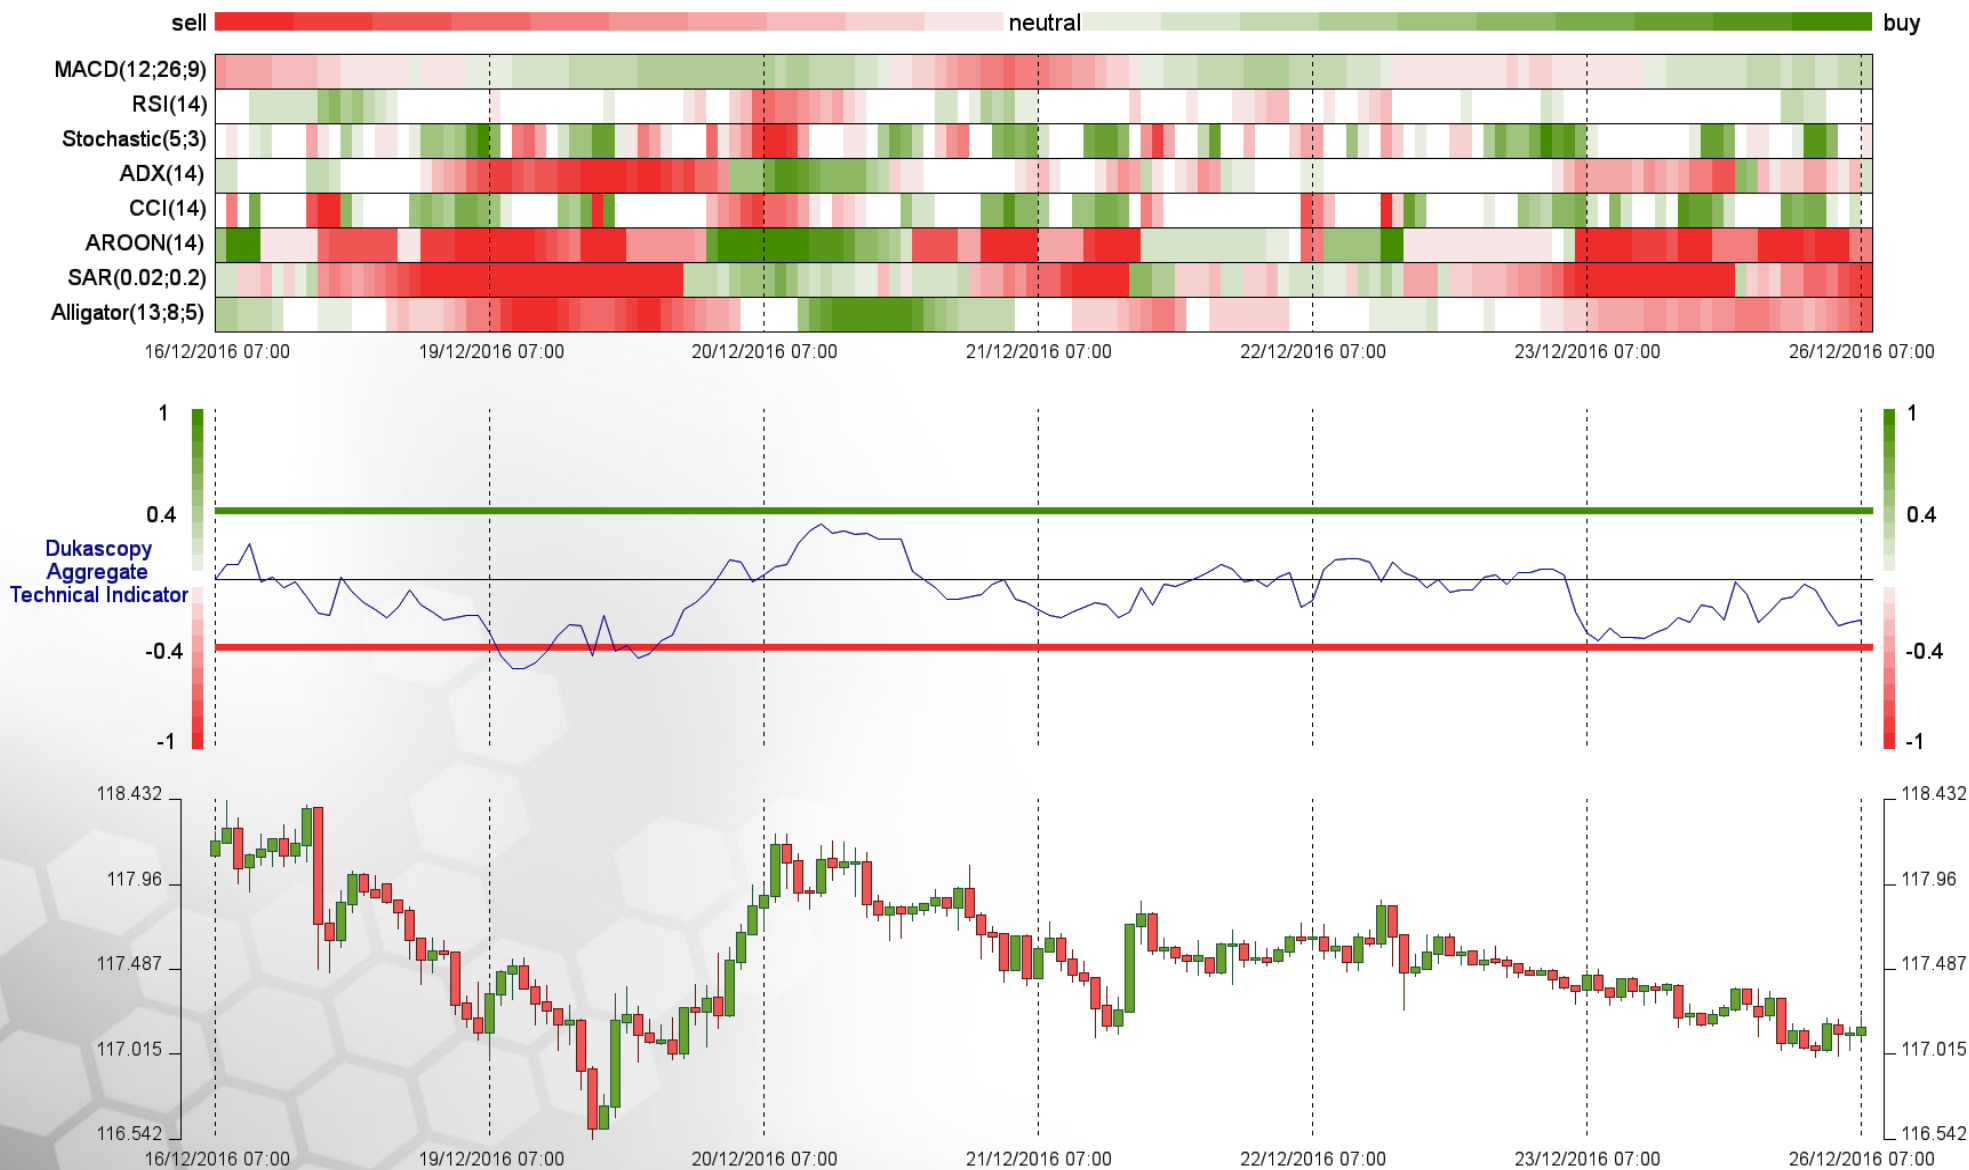 sell neutral buy
MACD(12;26;9)
RSI(14)
Stochastic(5;3)
ADX(14)
CCI(14)
AROON(14)
SAR(0.02;0.2)
Alligator(13;8;5)
16/12/2016 07:00 19/12/2016 07:00 20/12/2016 07:00 21/12/2016 07:00 22/12/2016 07:00 23/12/2016 07:00 26/12/2016 07:00
1 1
0.4 0.4
Dukascopy
Aggregate
Technical Indicator
-0.4 -0.4
-1 -1
118.432 118.432
117.96 117.96
117.487 117.487
117.015 117.015
116.542 116.542
16/12/2016 07:00 19/12/2016 07:00 20/12/2016 07:00 21/12/2016 07:00 22/12/2016 07:00 23/12/2016 07:00 26/12/2016 07:00